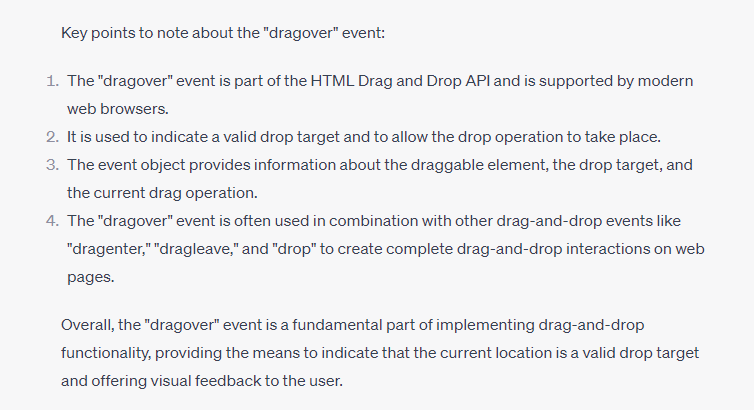 Key points to note about the "dragover" event:
1. The "dragover" event is part of the HTML Drag and Drop API and is supported by modern
web browsers.
2. It is used to indicate a valid drop target and to allow the drop operation to take place.
3. The event object provides information about the draggable element, the drop target, and
the current drag operation.
4. The "dragover" event is often used in combination with other drag-and-drop events like
"dragenter," "dragleave," and "drop" to create complete drag-and-drop interactions on web
pages.
Overall, the "dragover" event is a fundamental part of implementing drag-and-drop
functionality, providing the means to indicate that the current location is a valid drop target
and offering visual feedback to the user.